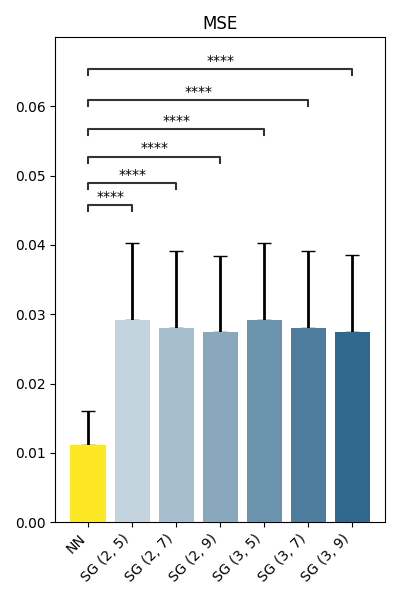 MSE
****
****
****
****
****
****
0.06
0.05
0.04
0.03
0.02
0.01
0.00
NN
SG (2, 5)
SG (2, 7)
SG (2, 9)
SG (3, 5)
SG (3, 7)
SG (3, 9)